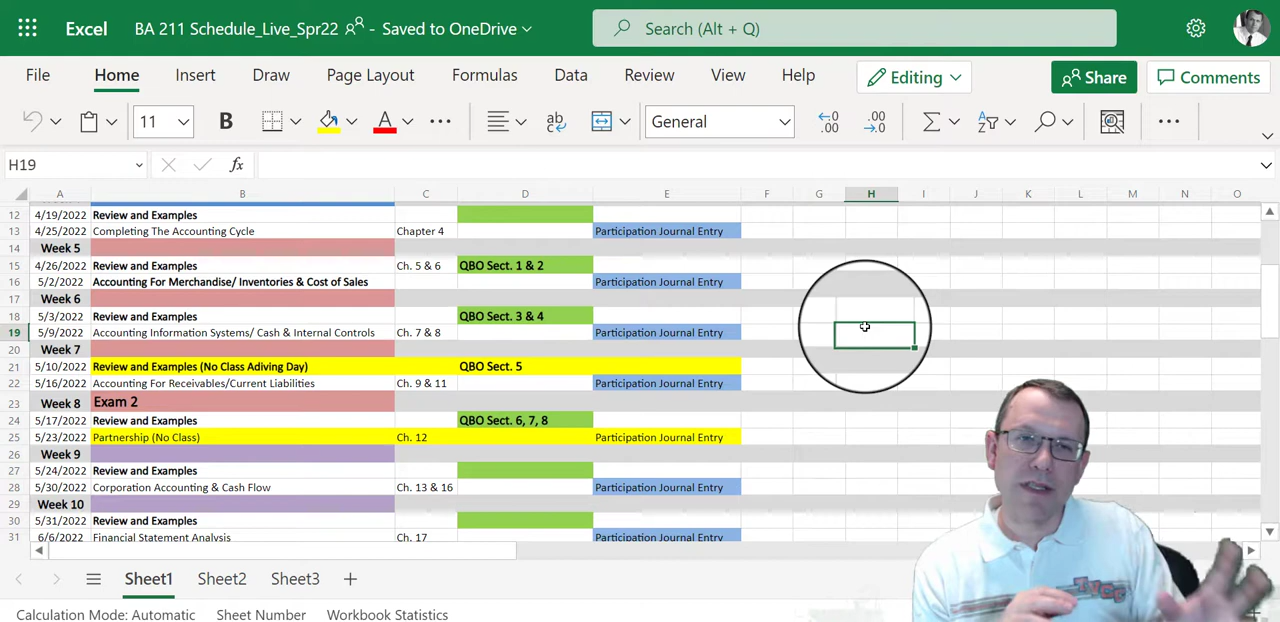 Excel BA 211 Schedule_Live_Spr22 - Saved to OneDrive Search (Alt + Q)
File Home Insert Draw Page Layout Formulas Data Review View Help Editing Share Comments
11 B A General
H19 fx
A B C D E F G H I J K L M N O
12 4/19/2022 Review and Examples
13 4/25/2022 Completing The Accounting Cycle Chapter 4 Participation Journal Entry
14 Week 5
15 4/26/2022 Review and Examples Ch. 5 & 6 QBO Sect. 1 & 2
16 5/2/2022 Accounting For Merchandise/ Inventories & Cost of Sales Participation Journal Entry
17 Week 6
18 5/3/2022 Review and Examples QBO Sect. 3 & 4
19 5/9/2022 Accounting Information Systems/ Cash & Internal Controls Ch. 7 & 8 Participation Journal Entry
20 Week 7
21 5/10/2022 Review and Examples (No Class Adiving Day) QBO Sect. 5
22 5/16/2022 Accounting For Receivables/Current Liabilities Ch. 9 & 11 Participation Journal Entry
23 Week 8 Exam 2
24 5/17/2022 Review and Examples QBO Sect. 6, 7, 8
25 5/23/2022 Partnership (No Class) Ch. 12 Participation Journal Entry
26 Week 9
27 5/24/2022 Review and Examples
28 5/30/2022 Corporation Accounting & Cash Flow Ch. 13 & 16 Participation Journal Entry
29 Week 10
30 5/31/2022 Review and Examples
31 6/6/2022 Financial Statement Analysis Ch. 17 Participation Journal Entry
Sheet1 Sheet2 Sheet3
Calculation Mode: Automatic Sheet Number Workbook Statistics
TVCC